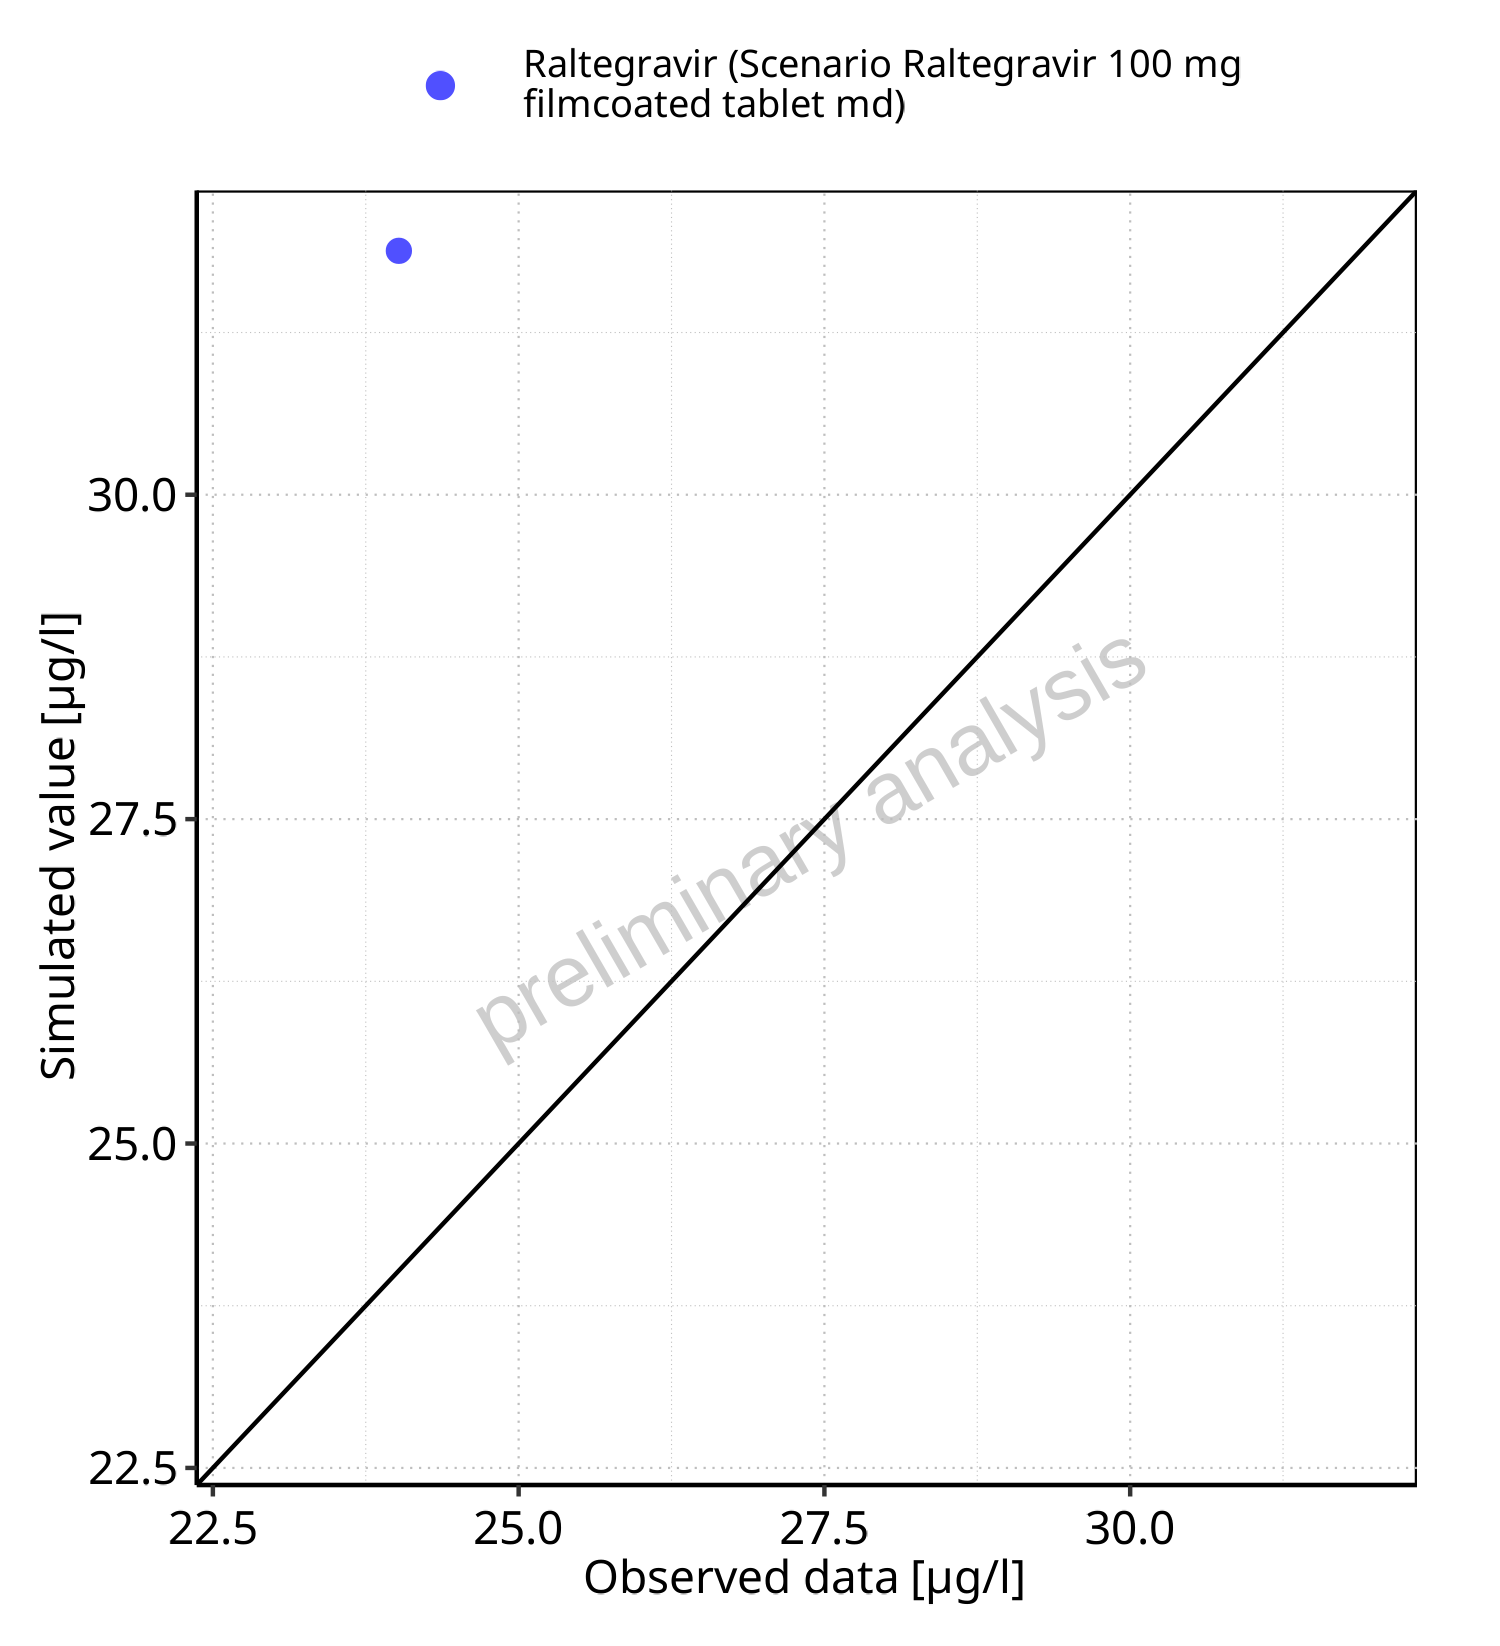 Raltegravir (Scenario Raltegravir 100 mg
filmcoated tablet md)
30.0
27.5
25.0
22.5
Simulated value [µg/l]
preliminary analysis
22.5 25.0 27.5 30.0
Observed data [µg/l]